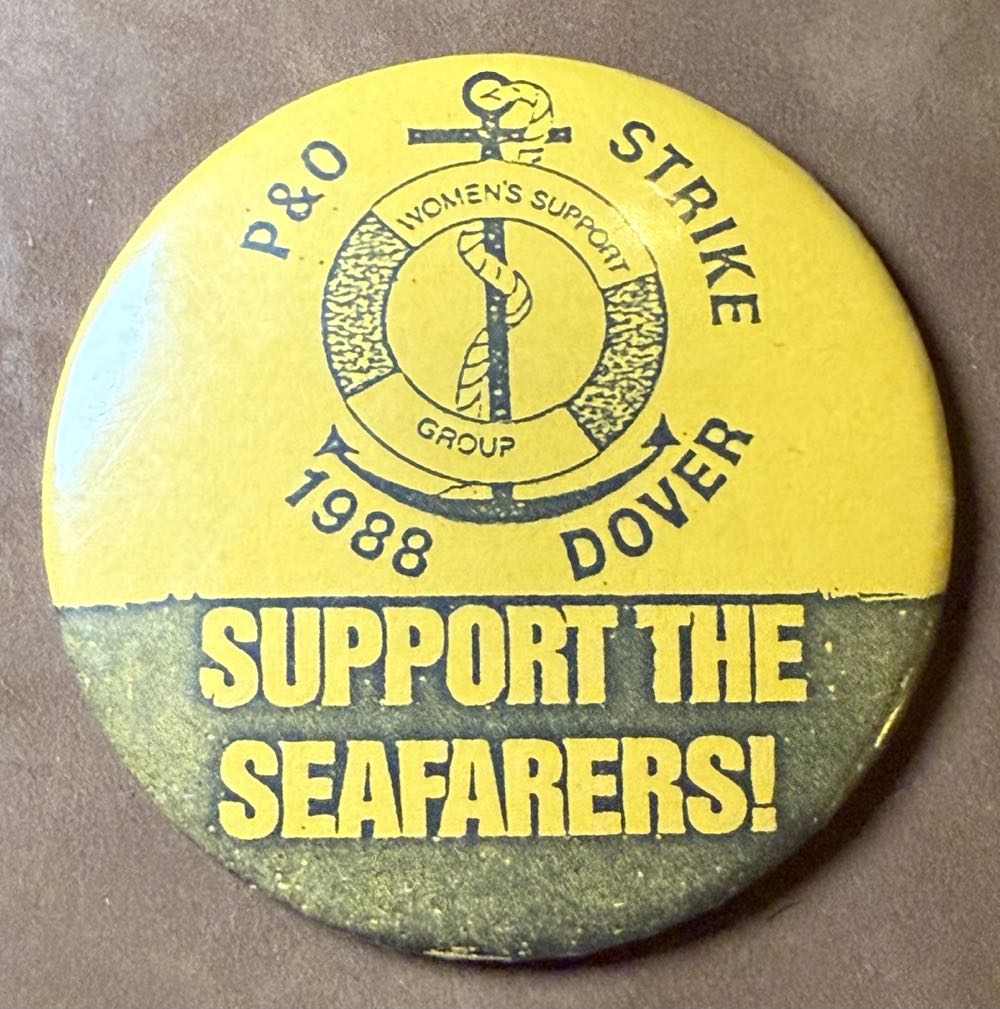 P&O STRIKE
WOMEN'S SUPPORT
GROUP
1988 DOVER
SUPPORT THE
SEAFARERS!